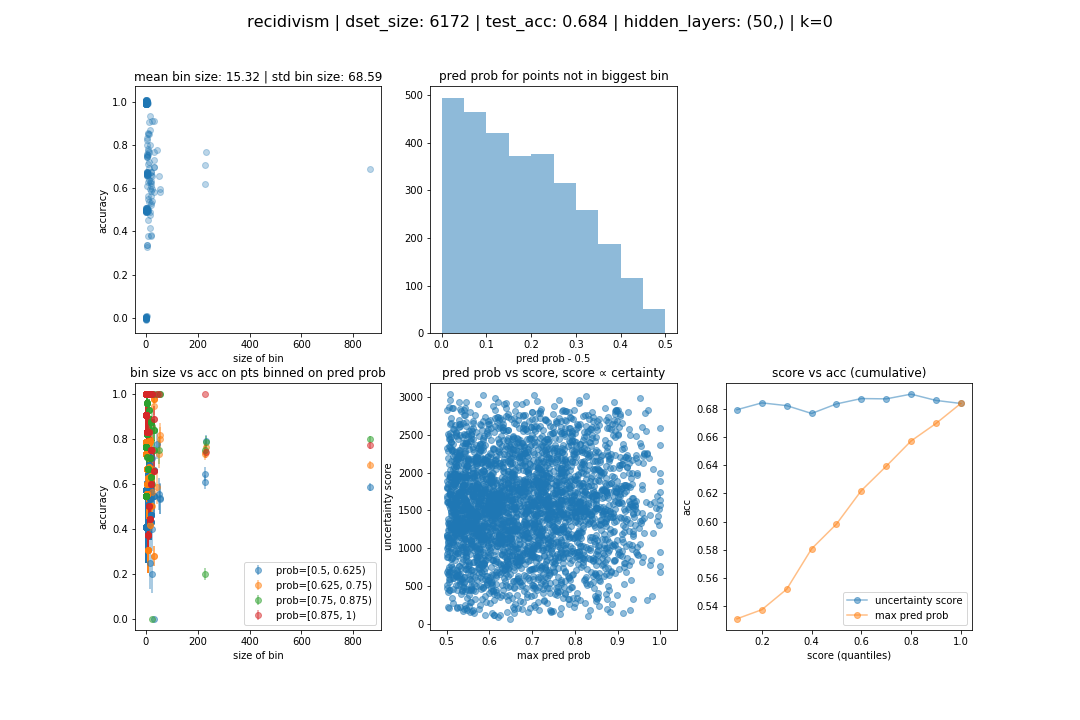 recidivism | dset_size: 6172 | test_acc: 0.684 | hidden_layers: (50,) | k=0
mean bin size: 15.32 | std bin size: 68.59
1.0
0.8
0.6
0.4
0.2
0.0
accuracy
0
200
400
600
800
size of bin
pred prob for points not in biggest bin
500
400
300
200
100
0
0.0
0.1
0.2
0.3
0.4
0.5
pred prob - 0.5
bin size vs acc on pts binned on pred prob
1.0
0.8
0.6
0.4
0.2
0.0
accuracy
prob=[0.5, 0.625)
prob=[0.625, 0.75)
prob=[0.75, 0.875)
prob=[0.875, 1)
0
200
400
600
800
size of bin
pred prob vs score, score ∝ certainty
3000
2500
2000
1500
1000
500
0
uncertainty score
0.5
0.6
0.7
0.8
0.9
1.0
max pred prob
score vs acc (cumulative)
0.68
0.66
0.64
0.62
0.60
0.58
0.56
0.54
acc
uncertainty score
max pred prob
0.2
0.4
0.6
0.8
1.0
score (quantiles)